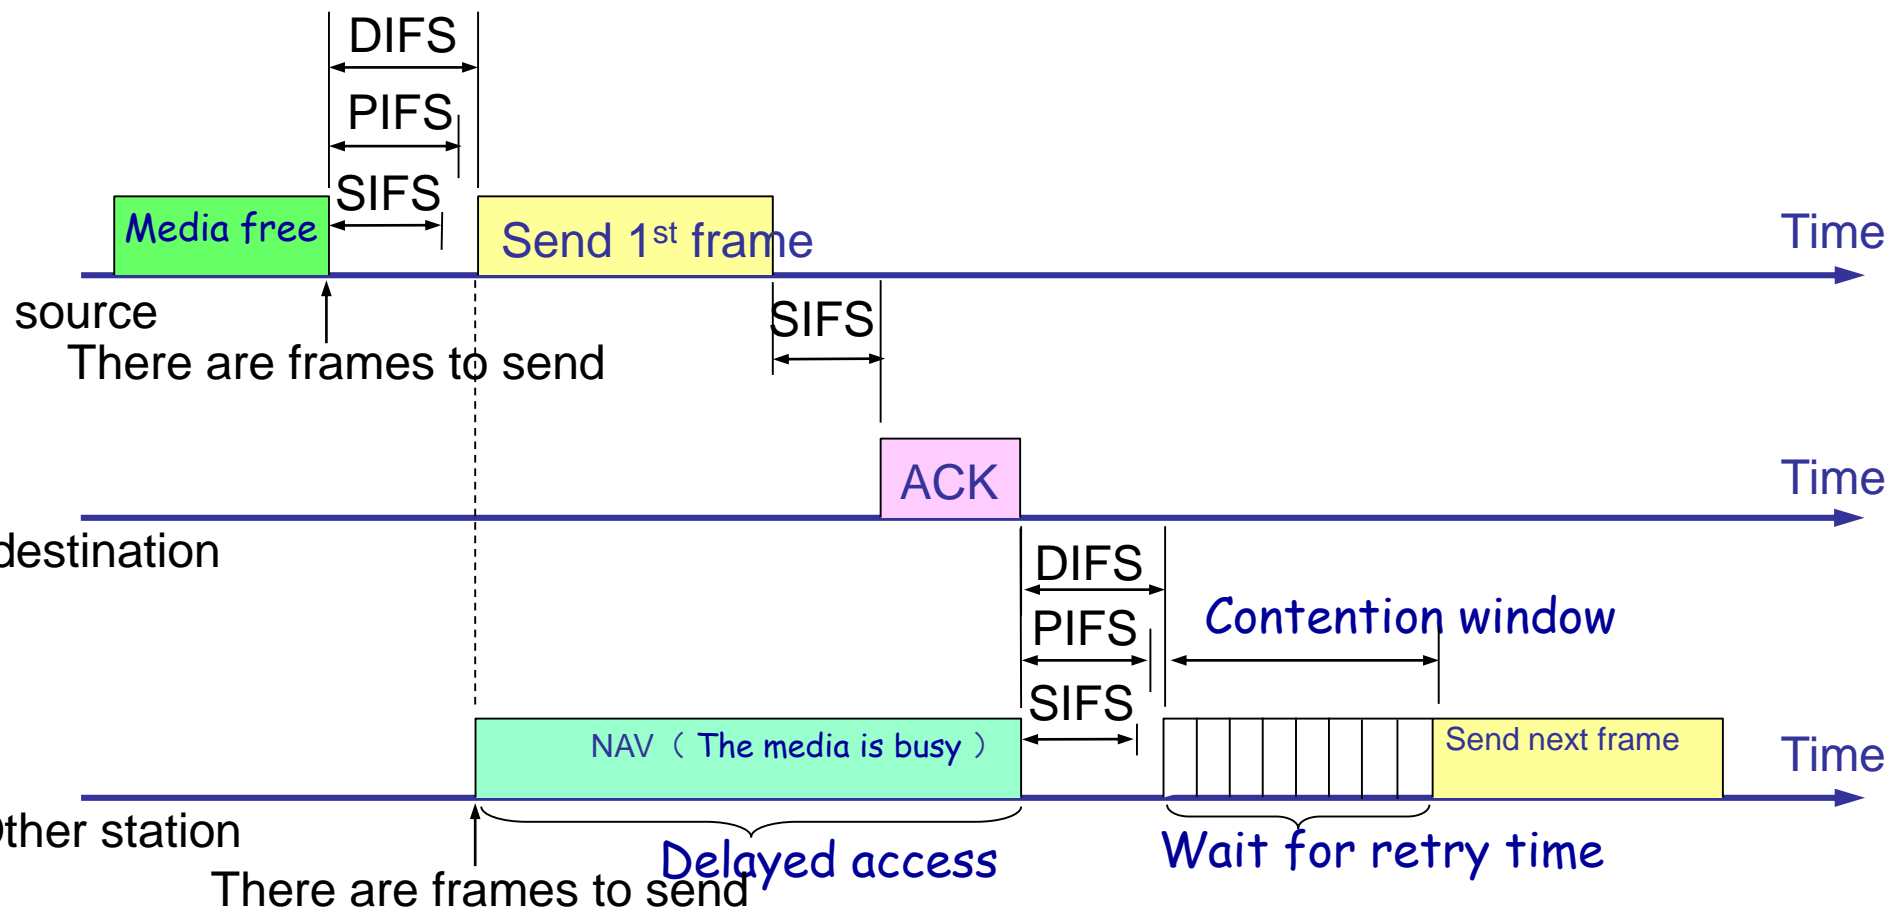 DIFS
PIFS
SIFS
Media free
Send 1st frame
Time
source
SIFS
There are frames to send
ACK
Time
destination
DIFS
PIFS
Contention window
SIFS
NAV（ The media is busy ）
Send next frame
Time
Other station
Delayed access
Wait for retry time
There are frames to send